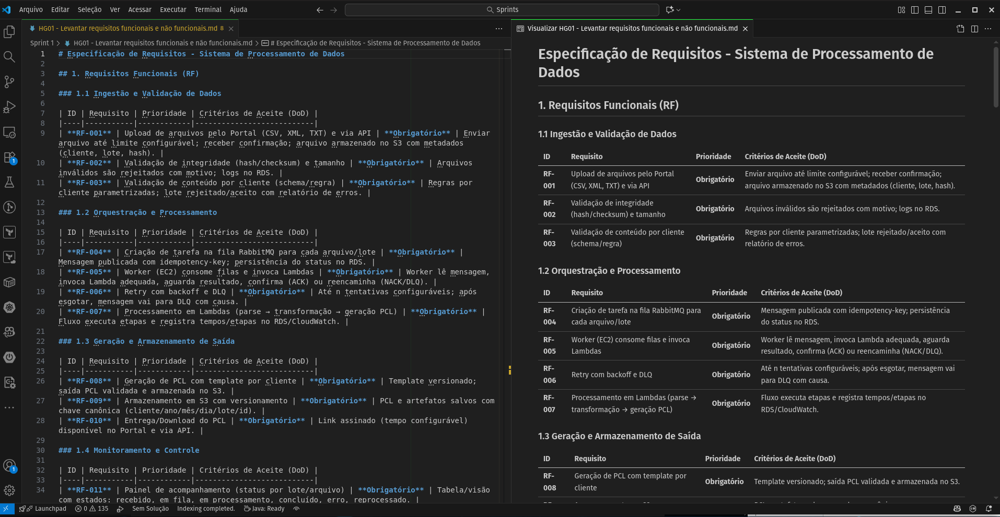 Arquivo Editar Seleção Ver Acessar Executar Terminal Ajuda
Sprints
HG01 - Levantar requisitos funcionais e não funcionais.md 8
Visualizar HG01 - Levantar requisitos funcionais e não funcionais.md
Sprint 1 > HG01 - Levantar requisitos funcionais e não funcionais.md > # Especificação de Requisitos - Sistema de Processamento de Dados
1 # Especificação de Requisitos - Sistema de Processamento de Dados
2
3 ## 1. Requisitos Funcionais (RF)
4
5 ### 1.1 Ingestão e Validação de Dados
6
7 | ID | Requisito | Prioridade | Critérios de Aceite (DoD) |
8 |----|-----------|------------|---------------------------|
9 | **RF-001** | Upload de arquivos pelo Portal (CSV, XML, TXT) e via API | **Obrigatório** | Enviar
arquivo até limite configurável; receber confirmação; arquivo armazenado no S3 com metadados
(cliente, lote, hash). |
10 | **RF-002** | Validação de integridade (hash/checksum) e tamanho | **Obrigatório** | Arquivos
inválidos são rejeitados com motivo; logs no RDS. |
11 | **RF-003** | Validação de conteúdo por cliente (schema/regra) | **Obrigatório** | Regras por
cliente parametrizadas; lote rejeitado/aceito com relatório de erros. |
12
13 ### 1.2 Orquestração e Processamento
14
15 | ID | Requisito | Prioridade | Critérios de Aceite (DoD) |
16 |----|-----------|------------|---------------------------|
17 | **RF-004** | Criação de tarefa na fila RabbitMQ para cada arquivo/lote | **Obrigatório** |
Mensagem publicada com idempotency-key; persistência do status no RDS. |
18 | **RF-005** | Worker (EC2) consome filas e invoca Lambdas | **Obrigatório** | Worker lê mensagem,
invoca Lambda adequada, aguarda resultado, confirma (ACK) ou reencaminha (NACK/DLQ). |
19 | **RF-006** | Retry com backoff e DLQ | **Obrigatório** | Até n tentativas configuráveis; após
esgotar, mensagem vai para DLQ com causa. |
20 | **RF-007** | Processamento em Lambdas (parse → transformação → geração PCL) | **Obrigatório** |
Fluxo executa etapas e registra tempos/etapas no RDS/CloudWatch. |
21
22 ### 1.3 Geração e Armazenamento de Saída
23
24 | ID | Requisito | Prioridade | Critérios de Aceite (DoD) |
25 |----|-----------|------------|---------------------------|
26 | **RF-008** | Geração de PCL com template por cliente | **Obrigatório** | Template versionado;
saída PCL validada e armazenada no S3. |
27 | **RF-009** | Armazenamento em S3 com versionamento | **Obrigatório** | PCL e artefatos salvos com
chave canônica (cliente/ano/mês/dia/lote/id). |
28 | **RF-010** | Entrega/Download do PCL | **Obrigatório** | Link assinado (tempo configurável)
disponível no Portal e via API. |
29
30 ### 1.4 Monitoramento e Controle
31
32 | ID | Requisito | Prioridade | Critérios de Aceite (DoD) |
33 |----|-----------|------------|---------------------------|
34 | **RF-011** | Painel de acompanhamento (status por lote/arquivo) | **Obrigatório** | Tabela/visão
com estados: recebido, em fila, em processamento, concluído, erro, reprocessado. |
Especificação de Requisitos - Sistema de Processamento de
Dados
1. Requisitos Funcionais (RF)
1.1 Ingestão e Validação de Dados
ID Requisito Prioridade Critérios de Aceite (DoD)
RF-001 Upload de arquivos pelo Portal (CSV, XML, TXT) e via API Obrigatório Enviar arquivo até limite configurável; receber confirmação; arquivo armazenado no S3 com metadados (cliente, lote, hash).
RF-002 Validação de integridade (hash/checksum) e tamanho Obrigatório Arquivos inválidos são rejeitados com motivo; logs no RDS.
RF-003 Validação de conteúdo por cliente (schema/regra) Obrigatório Regras por cliente parametrizadas; lote rejeitado/aceito com relatório de erros.
1.2 Orquestração e Processamento
ID Requisito Prioridade Critérios de Aceite (DoD)
RF-004 Criação de tarefa na fila RabbitMQ para cada arquivo/lote Obrigatório Mensagem publicada com idempotency-key; persistência do status no RDS.
RF-005 Worker (EC2) consome filas e invoca Lambdas Obrigatório Worker lê mensagem, invoca Lambda adequada, aguarda resultado, confirma (ACK) ou reencaminha (NACK/DLQ).
RF-006 Retry com backoff e DLQ Obrigatório Até n tentativas configuráveis; após esgotar, mensagem vai para DLQ com causa.
RF-007 Processamento em Lambdas (parse → transformação → geração PCL) Obrigatório Fluxo executa etapas e registra tempos/etapas no RDS/CloudWatch.
1.3 Geração e Armazenamento de Saída
ID Requisito Prioridade Critérios de Aceite (DoD)
RF-008 Geração de PCL com template por cliente Obrigatório Template versionado; saída PCL validada e armazenada no S3.
1
1
Launchpad 0 135 Sem Solução Indexing completed. Java: Ready